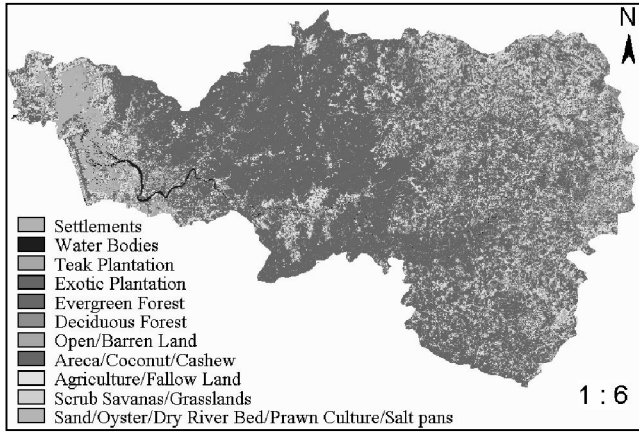 N
Settlements
Water Bodies
Teak Plantation
Exotic Plantation
Evergreen Forest
Deciduous Forest
Open/Barren Land
Areca/Coconut/Cashew
Agriculture/Fallow Land
Scrub Savanas/Grasslands
Sand/Oyster/Dry River Bed/Prawn Culture/Salt pans
1 : 6